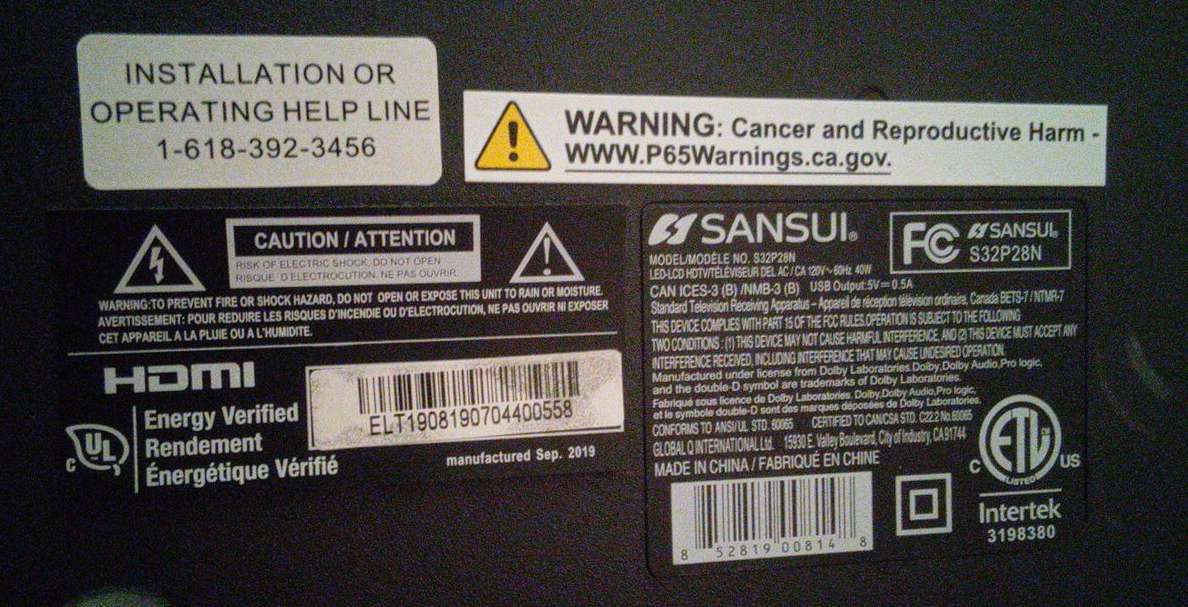 INSTALLATION OR
OPERATING HELP LINE
1-618-392-3456
WARNING: Cancer and Reproductive Harm -
WWW.P65Warnings.ca.gov.
CAUTION / ATTENTION
RISK OF ELECTRIC SHOCK, DO NOT OPEN
RISQUE D'ELECTROCUTION. NE PAS OUVRIR.
WARNING:TO PREVENT FIRE OR SHOCK HAZARD, DO NOT OPEN OR EXPOSE THIS UNIT TO RAIN OR MOISTURE.
AVERTISSEMENT: POUR REDUIRE LES RISQUES D'INCENDIE OU D'ELECTROCUTION, NE PAS OUVRIR NI EXPOSER
CET APPAREIL A LA PLUIE OU A L'HUMIDITE.
HDMI
ELT1908190704400558
manufactured Sep. 2019
C UL
Energy Verified
Rendement
Énergétique Vérifié
SANSUI®
FC SANSUI®
S32P28N
MODEL/MODÈLE NO. S32P28N
LED-LCD HDTV/TÉLÉVISEUR DEL AC / CA 120V~ 60Hz 40W
CAN ICES-3 (B) /NMB-3 (B) USB Output:5V⎓0.5A
Standard Television Receiving Apparatus – Appareil de réception télévision ordinaire, Canada BETS-7 / NTMR-7
THIS DEVICE COMPLIES WITH PART 15 OF THE FCC RULES.OPERATION IS SUBJECT TO THE FOLLOWING
TWO CONDITIONS : (1) THIS DEVICE MAY NOT CAUSE HARMFUL INTERFERENCE, AND (2) THIS DEVICE MUST ACCEPT ANY
INTERFERENCE RECEIVED, INCLUDING INTERFERENCE THAT MAY CAUSE UNDESIRED OPERATION.
Manufactured under license from Dolby Laboratories.Dolby,Dolby Audio,Pro logic,
and the double-D symbol are trademarks of Dolby Laboratories.
Fabriqué sous licence de Dolby Laboratories. Dolby,Dolby Audio,Pro logic,
et le symbole double-D sont des marques déposées de Dolby Laboratories.
CONFORMS TO ANSI/UL STD. 60065 CERTIFIED TO CAN/CSA STD. C22.2 No.60065
GLOBAL Q INTERNATIONAL Ltd. 15930 E. Valley Boulevard, City of Industry, CA 91744
MADE IN CHINA / FABRIQUÉ EN CHINE
8 52819 00814 8
C ETL CM US
LISTED
Intertek
3198380